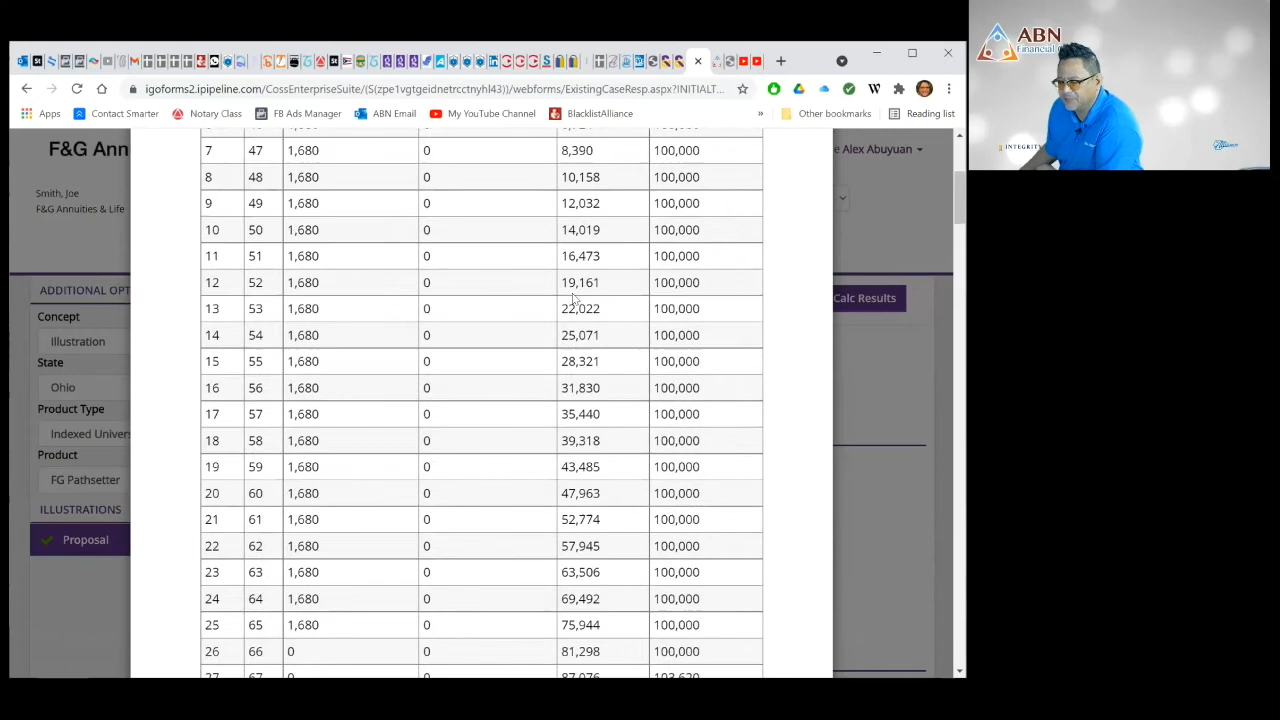 ABN
Financial
igoforms2.ipipeline.com/CossEnterpriseSuite/(S(rze1vgtgeidnetrcctnyhl43))/webforms/ExistingCaseResp.aspx?INITIALT...
Apps
Contact Smarter
Notary Class
FB Ads Manager
ABN Email
My YouTube Channel
BlacklistAlliance
»
Other bookmarks
Reading list
F&G Ann
e Alex Abuyuan
Smith, Joe
F&G Annuities & Life
INTEGRITY
ADDITIONAL OPT
Concept
Illustration
State
Ohio
Product Type
Indexed Univer
Product
FG Pathsetter
ILLUSTRATIONS
Proposal
Calc Results
7 47 1,680 0 8,390 100,000
8 48 1,680 0 10,158 100,000
9 49 1,680 0 12,032 100,000
10 50 1,680 0 14,019 100,000
11 51 1,680 0 16,473 100,000
12 52 1,680 0 19,161 100,000
13 53 1,680 0 22,022 100,000
14 54 1,680 0 25,071 100,000
15 55 1,680 0 28,321 100,000
16 56 1,680 0 31,830 100,000
17 57 1,680 0 35,440 100,000
18 58 1,680 0 39,318 100,000
19 59 1,680 0 43,485 100,000
20 60 1,680 0 47,963 100,000
21 61 1,680 0 52,774 100,000
22 62 1,680 0 57,945 100,000
23 63 1,680 0 63,506 100,000
24 64 1,680 0 69,492 100,000
25 65 1,680 0 75,944 100,000
26 66 0 0 81,298 100,000
27 67 0 0 87,076 103,620